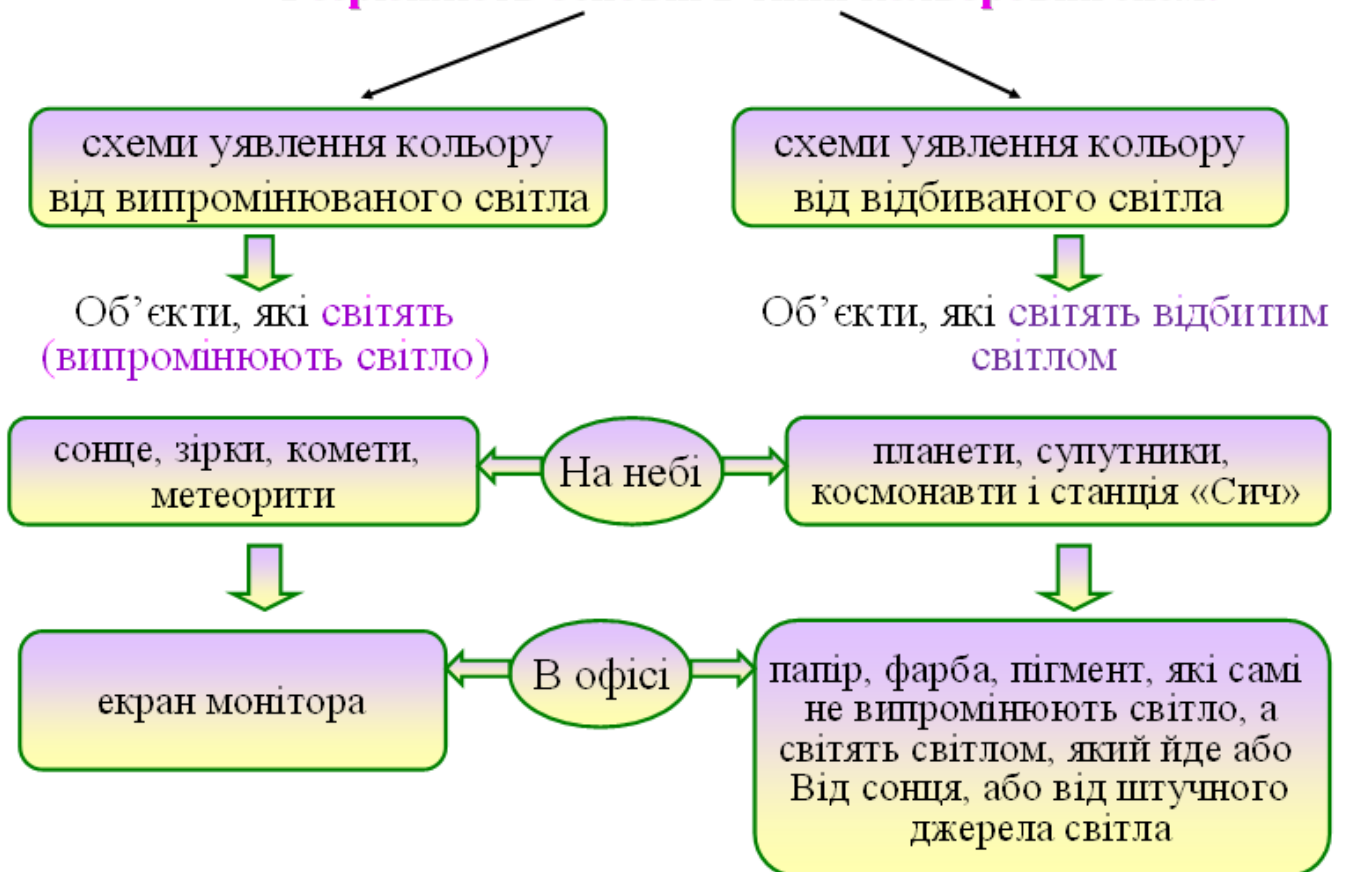 схеми уявлення кольору
від випромінюваного світла
схеми уявлення кольору
від відбиваного світла
Об’єкти, які світять
(випромінюють світло)
Об’єкти, які світять відбитим
світлом
сонце, зірки, комети,
метеорити
На небі
планети, супутники,
космонавти і станція «Сич»
екран монітора
В офісі
папір, фарба, пігмент, які самі
не випромінюють світло, а
світять світлом, який йде або
Від сонця, або від штучного
джерела світла